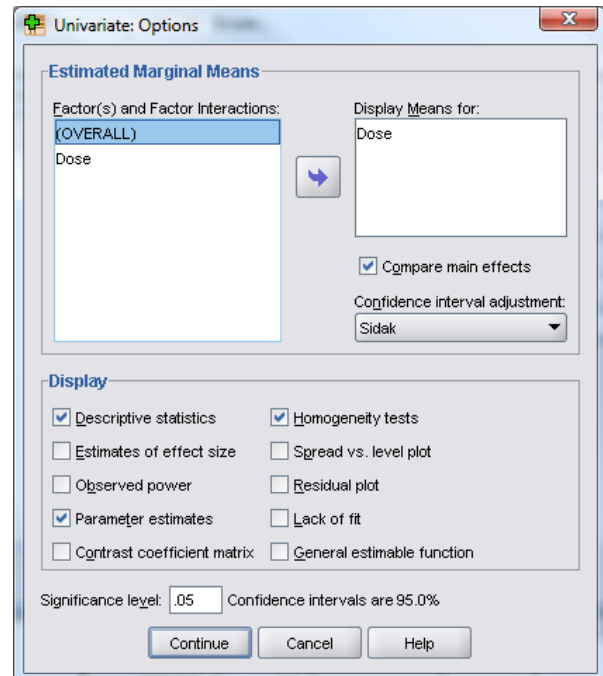 Univariate: Options
Estimated Marginal Means
Factor(s) and Factor Interactions:
(OVERALL)
Dose
Display Means for:
Dose
Compare main effects
Confidence interval adjustment:
Sidak
Display
Descriptive statistics
Homogeneity tests
Estimates of effect size
Spread vs. level plot
Observed power
Residual plot
Parameter estimates
Lack of fit
Contrast coefficient matrix
General estimable function
Significance level: .05 Confidence intervals are 95.0%
Continue
Cancel
Help